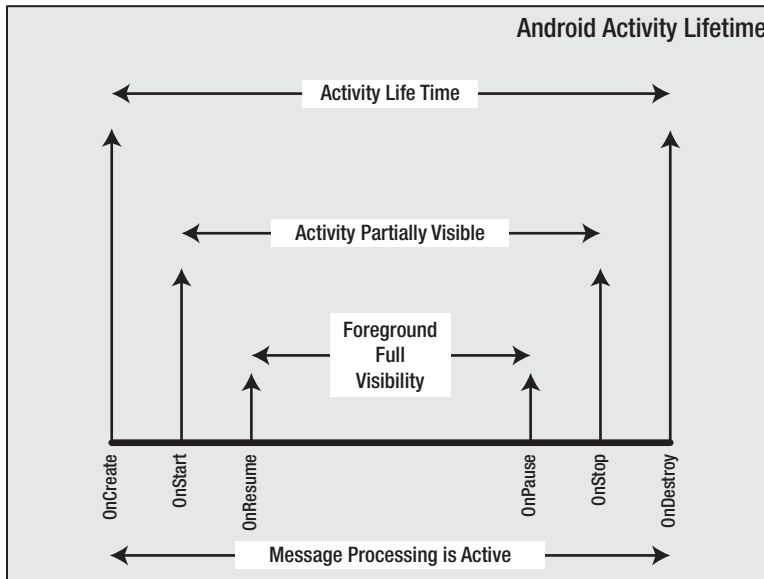 Android Activity Lifetime
Activity Life Time
Activity Partially Visible
Foreground
Full
Visibility
OnCreate
OnStart
OnResume
OnPause
OnStop
OnDestroy
Message Processing is Active